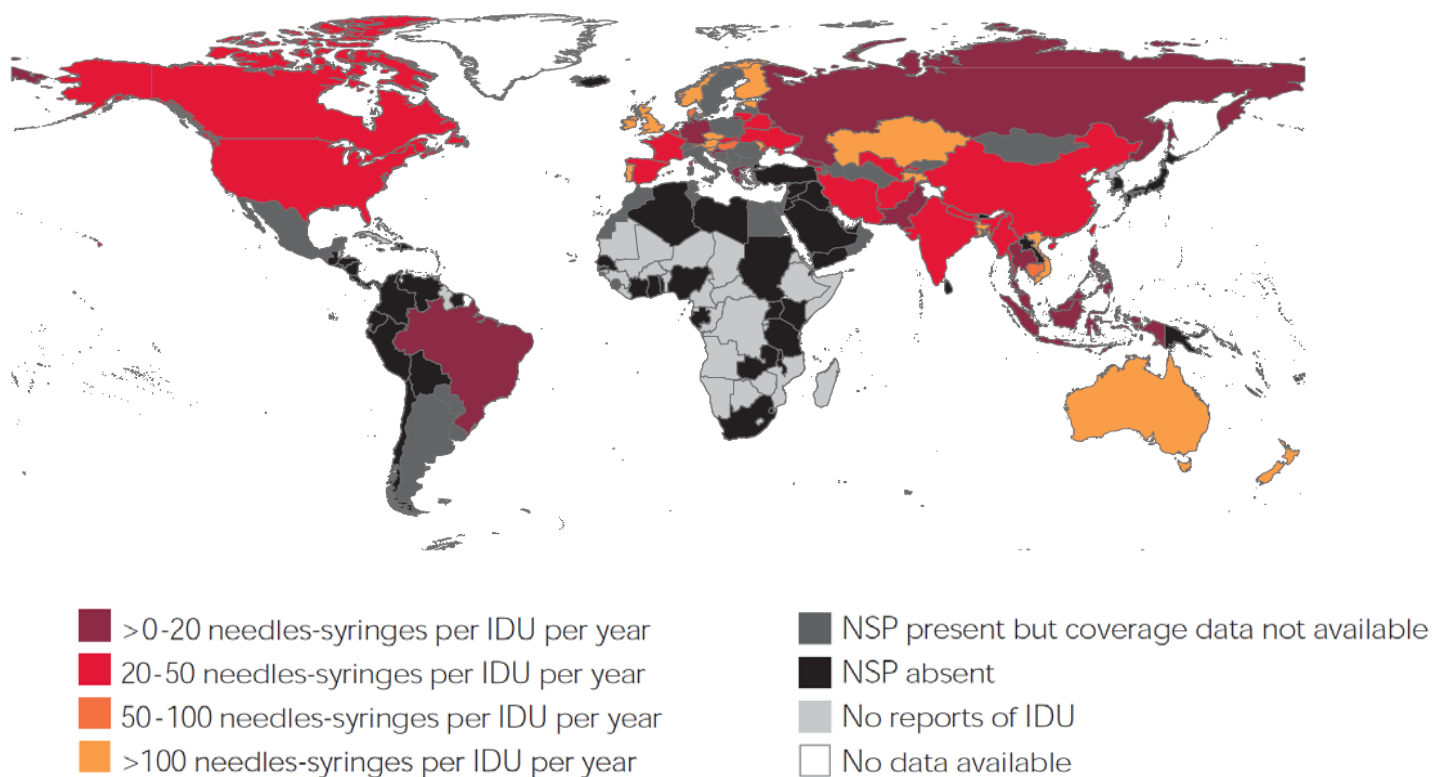 >0-20 needles-syringes per IDU per year
20-50 needles-syringes per IDU per year
50-100 needles-syringes per IDU per year
>100 needles-syringes per IDU per year
NSP present but coverage data not available
NSP absent
No reports of IDU
No data available